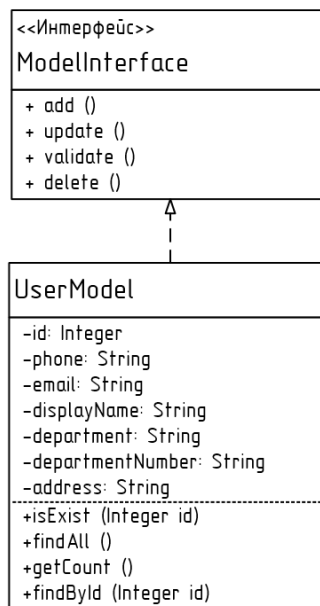 <<Интерфейс>>
ModelInterface
+ add ()
+ update ()
+ validate ()
+ delete ()
UserModel
-id: Integer
-phone: String
-email: String
-displayName: String
-department: String
-departmentNumber: String
-address: String
+isExist (Integer id)
+findAll ()
+getCount ()
+findById (Integer id)